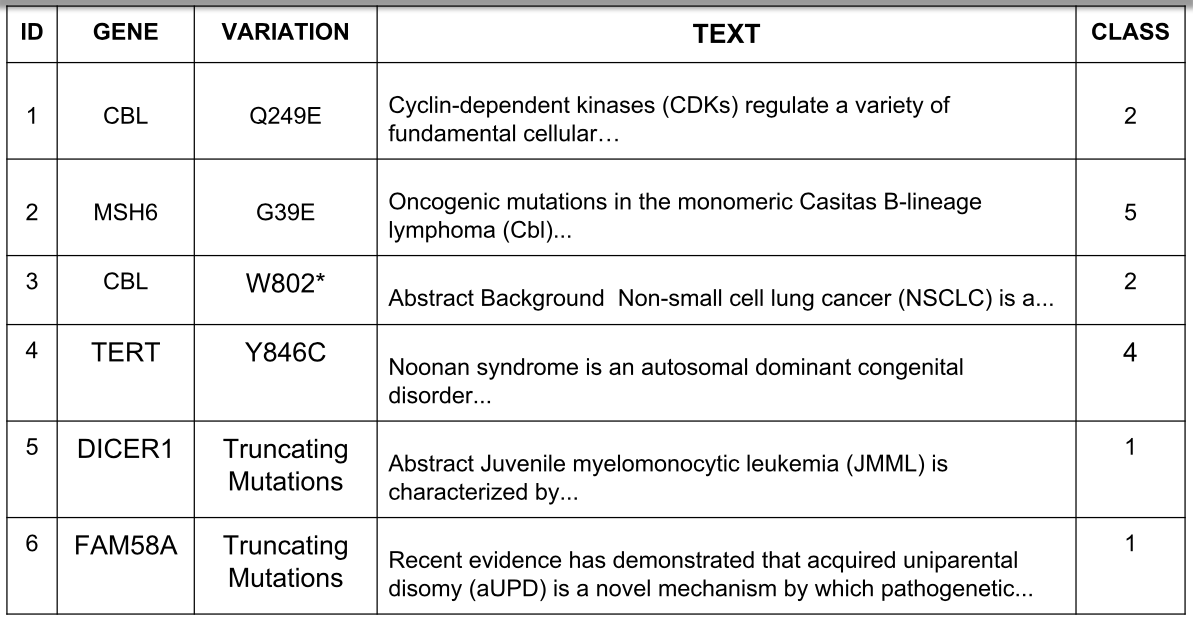 ID GENE VARIATION TEXT CLASS
1 CBL Q249E Cyclin-dependent kinases (CDKs) regulate a variety of
fundamental cellular… 2
2 MSH6 G39E Oncogenic mutations in the monomeric Casitas B-lineage
lymphoma (Cbl)... 5
3 CBL W802* Abstract Background  Non-small cell lung cancer (NSCLC) is a... 2
4 TERT Y846C Noonan syndrome is an autosomal dominant congenital
disorder... 4
5 DICER1 Truncating
Mutations Abstract Juvenile myelomonocytic leukemia (JMML) is
characterized by... 1
6 FAM58A Truncating
Mutations Recent evidence has demonstrated that acquired uniparental
disomy (aUPD) is a novel mechanism by which pathogenetic... 1